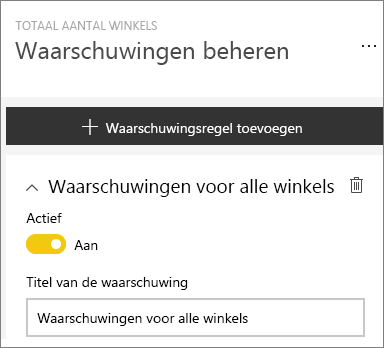 TOTAAL AANTAL WINKELS
Waarschuwingen beheren
Waarschuwingsregel toevoegen
Waarschuwingen voor alle winkels
Actief
Aan
Titel van de waarschuwing
Waarschuwingen voor alle winkels